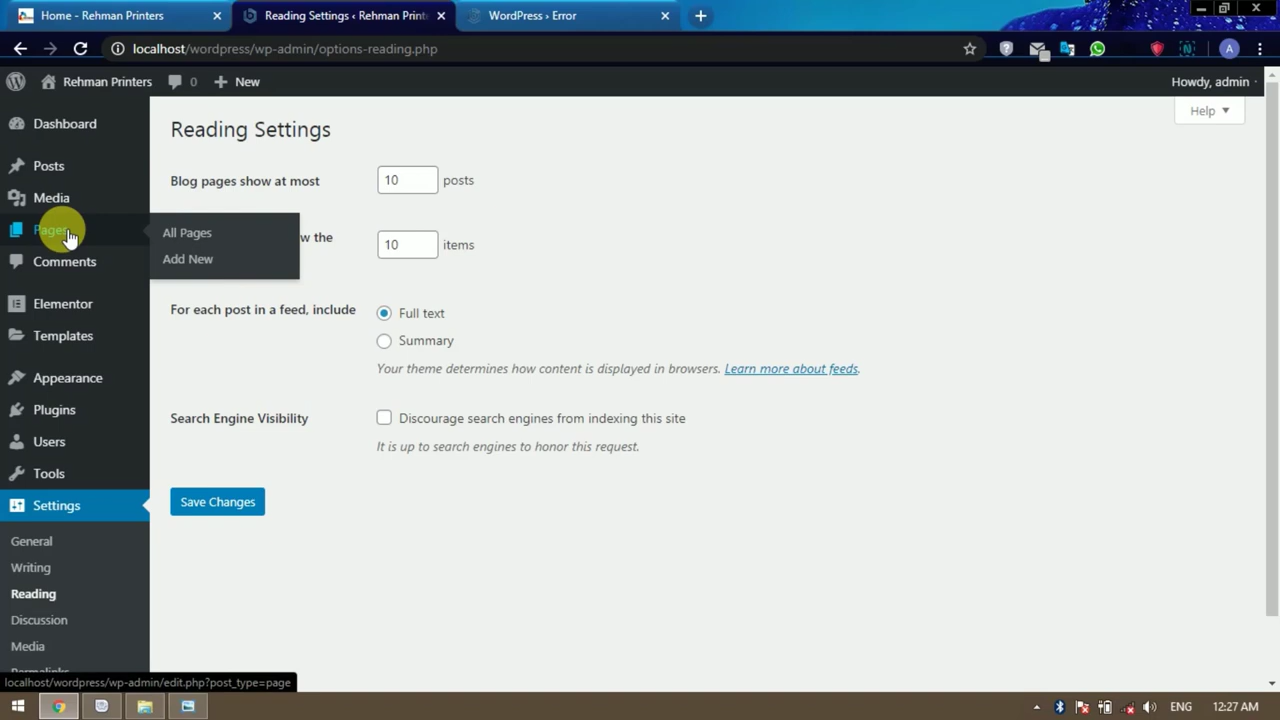 Home - Rehman Printers
Reading Settings ‹ Rehman Print
WordPress › Error
localhost/wordpress/wp-admin/options-reading.php
A
Rehman Printers
0
New
Howdy, admin
Help
Dashboard
Posts
Media
Pages
All Pages
Add New
Comments
Elementor
Templates
Appearance
Plugins
Users
Tools
Settings
General
Writing
Reading
Discussion
Media
Reading Settings
Blog pages show at most 10 posts
w the 10 items
For each post in a feed, include Full text
Summary
Your theme determines how content is displayed in browsers. Learn more about feeds.
Search Engine Visibility Discourage search engines from indexing this site
It is up to search engines to honor this request.
Save Changes
localhost/wordpress/wp-admin/edit.php?post_type=page
ENG
12:27 AM